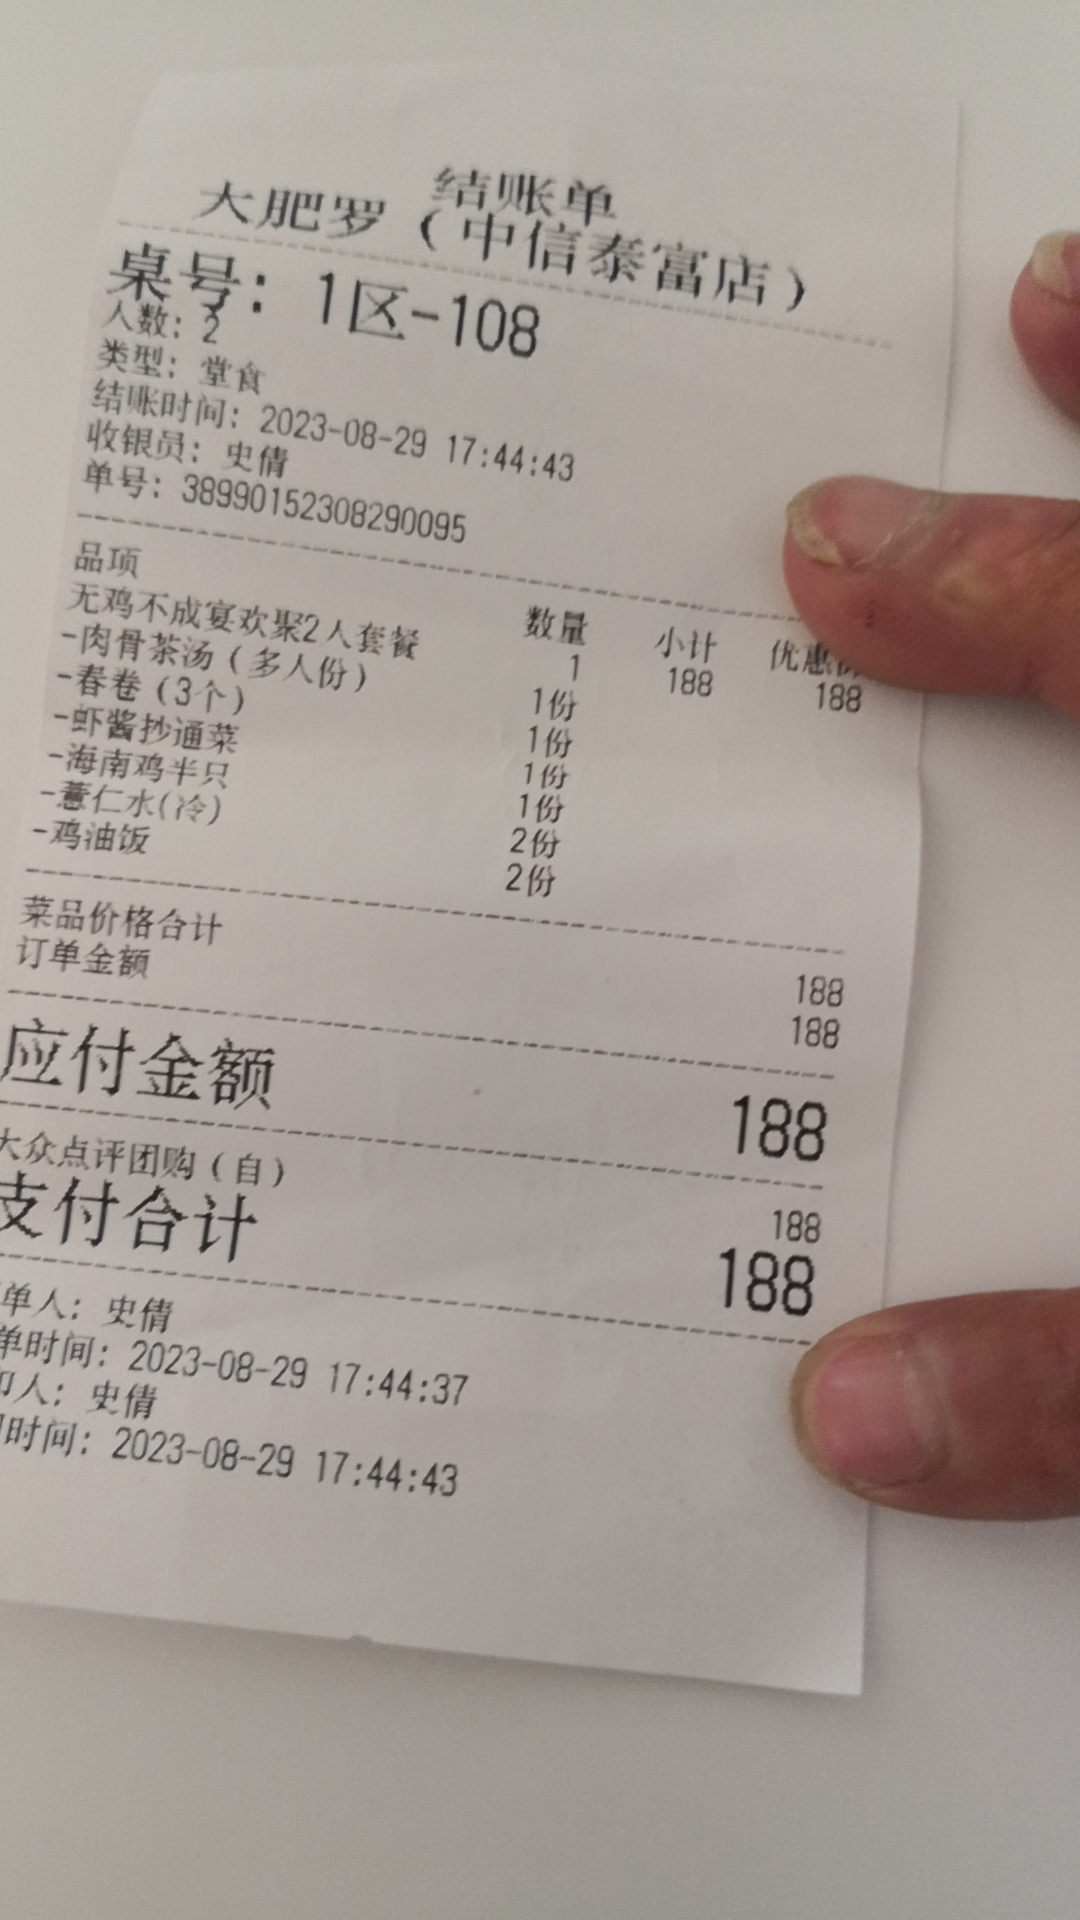 结账单
大肥罗（中信泰富店）
桌号: 1区-108
人数: 2
类型: 堂食
结账时间: 2023-08-29 17:44:43
收银员: 史倩
单号: 38990152308290095
品项 数量 小计 优惠
无鸡不成宴欢聚2人套餐 1 188 188
-肉骨茶汤（多人份） 1份
-春卷（3个） 1份
-虾酱抄通菜 1份
-海南鸡半只 1份
-薏仁水(冷) 2份
-鸡油饭 2份
菜品价格合计 188
订单金额 188
应付金额 188
大众点评团购（自） 188
支付合计 188
单人: 史倩
单时间: 2023-08-29 17:44:37
印人: 史倩
时间: 2023-08-29 17:44:43